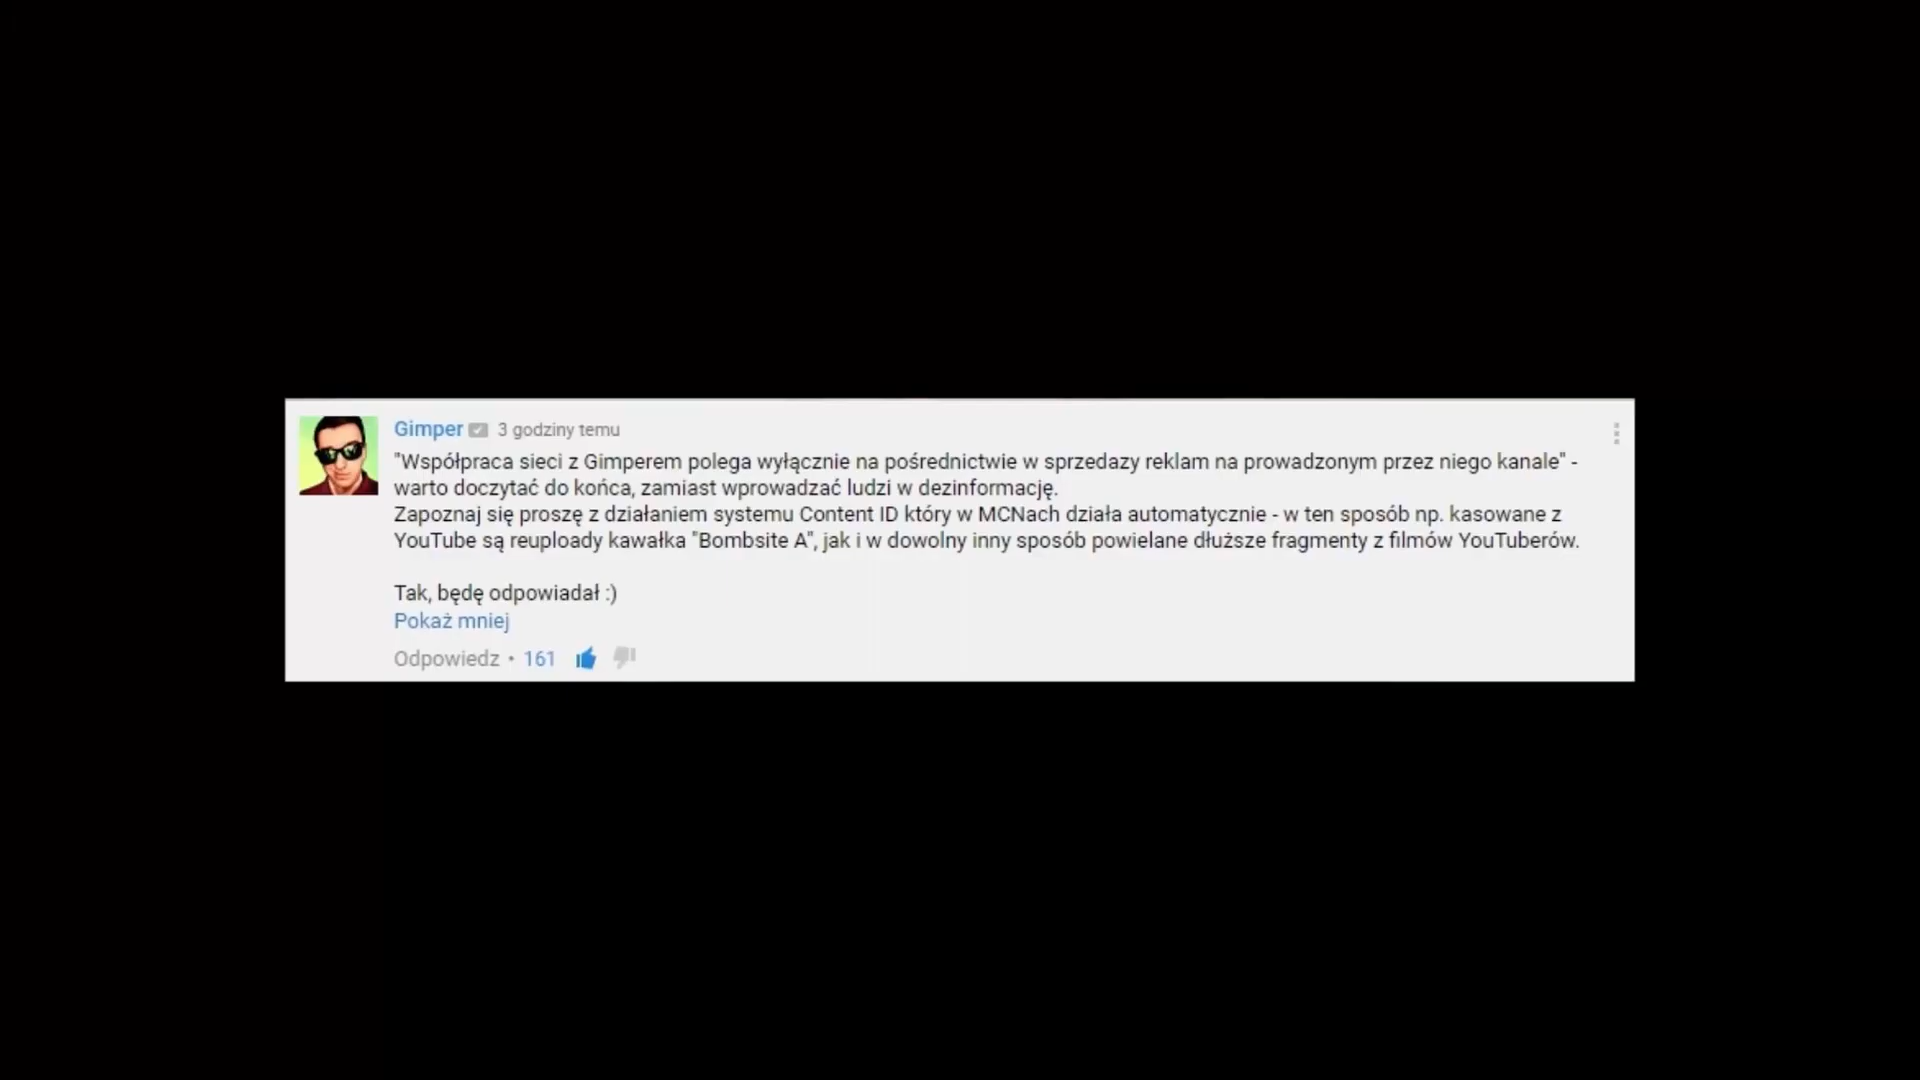 Gimper 3 godziny temu
"Współpraca sieci z Gimperem polega wyłącznie na pośrednictwie w sprzedazy reklam na prowadzonym przez niego kanale" -
warto doczytać do końca, zamiast wprowadzać ludzi w dezinformację.
Zapoznaj się proszę z działaniem systemu Content ID który w MCNach działa automatycznie - w ten sposób np. kasowane z
YouTube są reuploady kawałka "Bombsite A", jak i w dowolny inny sposób powielane dłuższe fragmenty z filmów YouTuberów.
Tak, będę odpowiadał :)
Pokaż mniej
Odpowiedz • 161